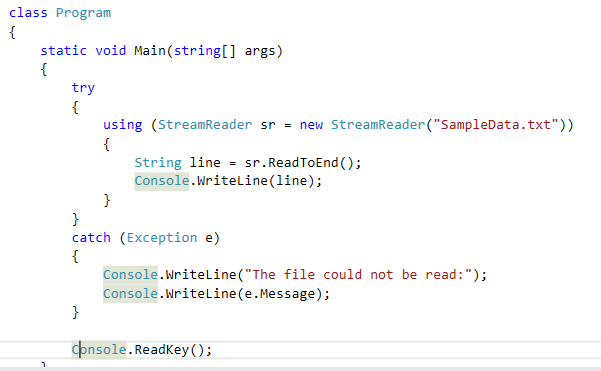 class Program
{
    static void Main(string[] args)
    {
        try
        {
            using (StreamReader sr = new StreamReader("SampleData.txt"))
            {
                String line = sr.ReadToEnd();
                Console.WriteLine(line);
            }
        }
        catch (Exception e)
        {
            Console.WriteLine("The file could not be read:");
            Console.WriteLine(e.Message);
        }

        Console.ReadKey();
    }